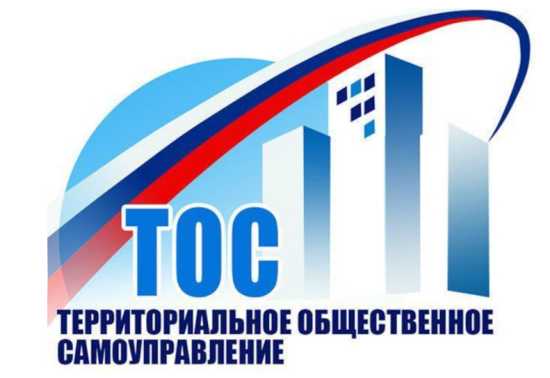 ТОС
ТЕРРИТОРИАЛЬНОЕ ОБЩЕСТВЕННОЕ
САМОУПРАВЛЕНИЕ